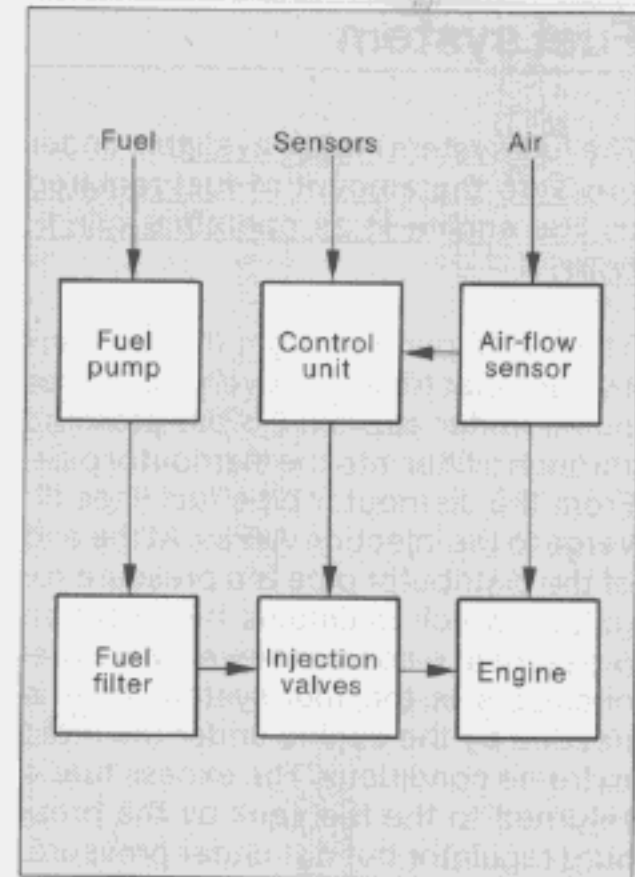 Fuel
Sensors
Air
Fuel
pump
Control
unit
Air-flow
sensor
Fuel
filter
Injection
valves
Engine